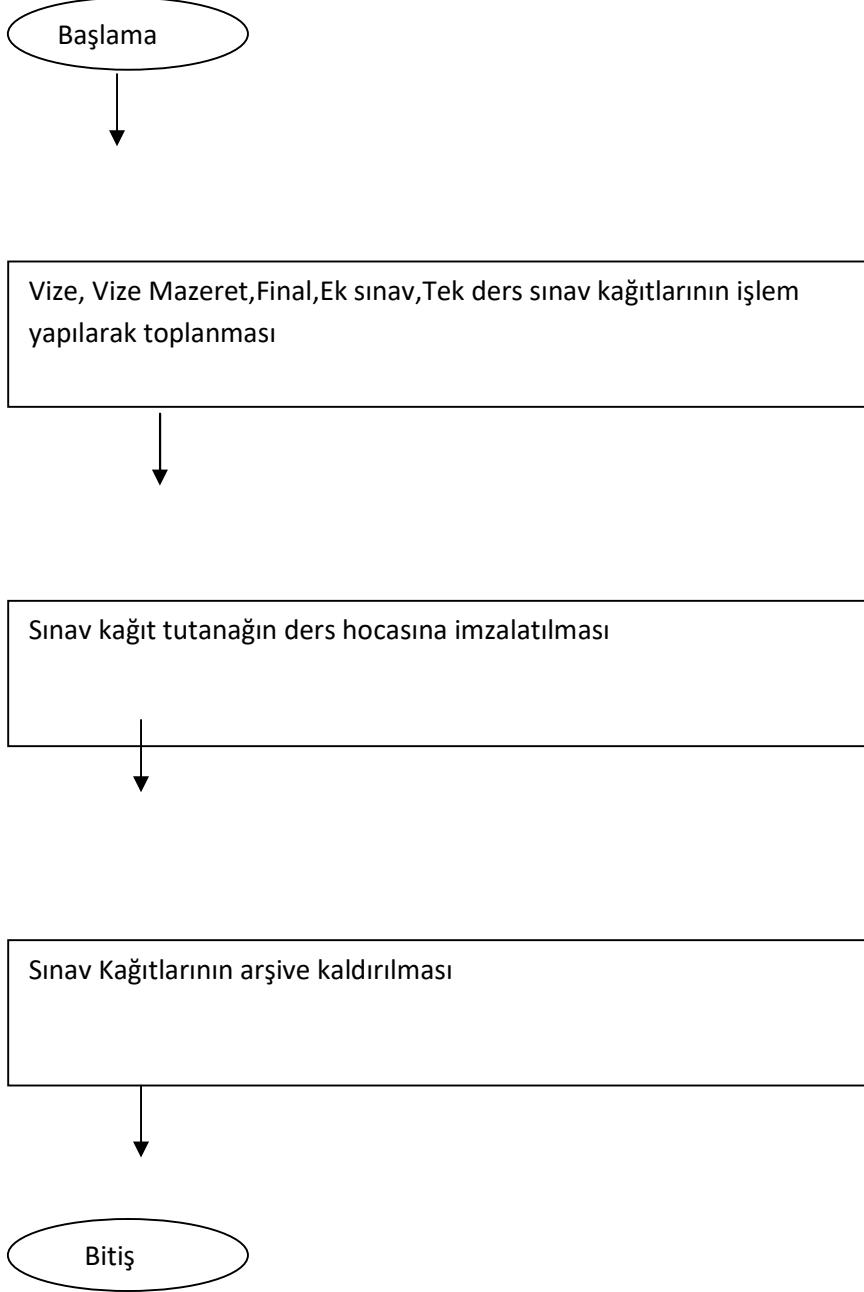 Başlama
Vize, Vize Mazeret,Final,Ek sınav,Tek ders sınav kağıtlarının işlem
yapılarak toplanması
Sınav kağıt tutanağın ders hocasına imzalatılması
Sınav Kağıtlarının arşive kaldırılması
Bitiş